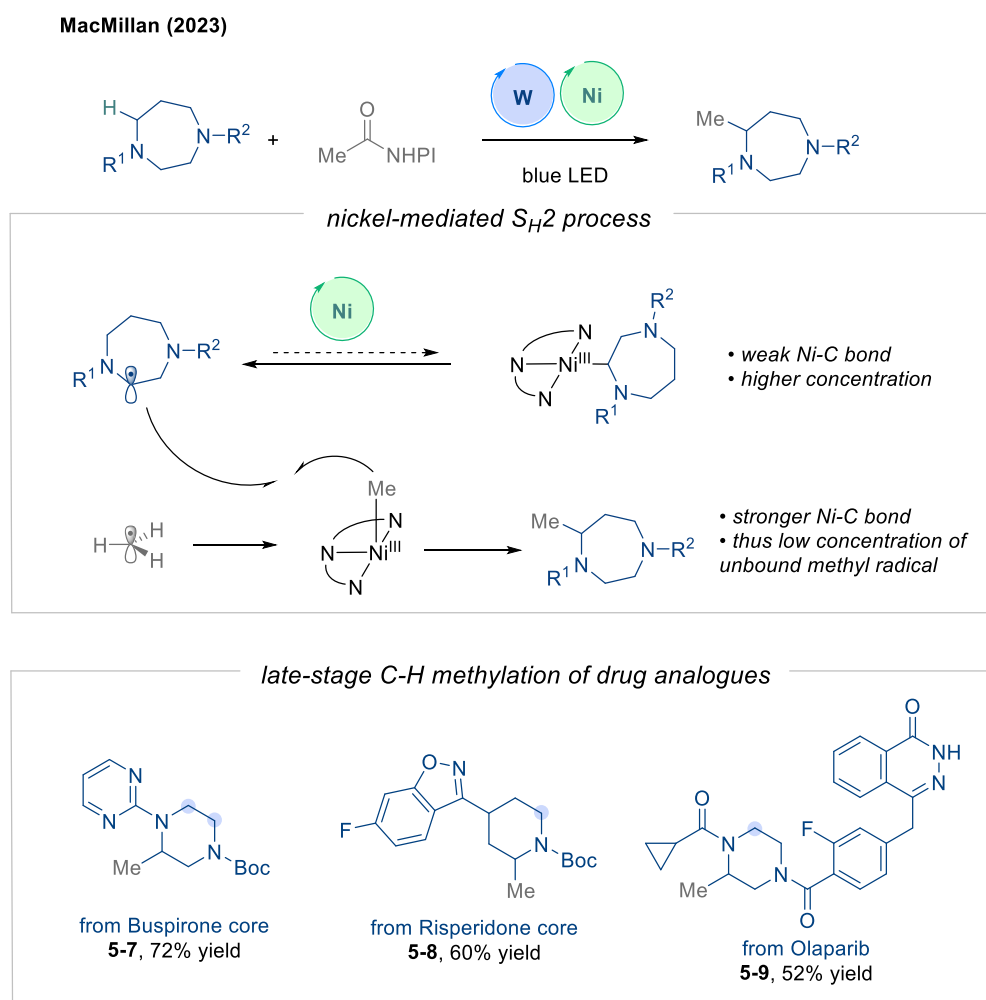 MacMillan (2023)
H
N
R¹
N
R²
+
O
Me
NHPI
W
Ni
blue LED
Me
N
R¹
N
R²
nickel-mediated S_H2 process
Ni
N
R¹
N
R²
N
N
N
Ni^III
R²
N
N
R¹
• weak Ni-C bond
• higher concentration
H
H
H
Me
N
N
N
Ni^III
Me
N
R¹
N
R²
• stronger Ni-C bond
• thus low concentration of
unbound methyl radical
late-stage C-H methylation of drug analogues
N
N
N
Me
N
Boc
from Buspirone core
5-7, 72% yield
O
N
F
N
Boc
Me
from Risperidone core
5-8, 60% yield
O
NH
N
O
N
F
Me
N
O
from Olaparib
5-9, 52% yield